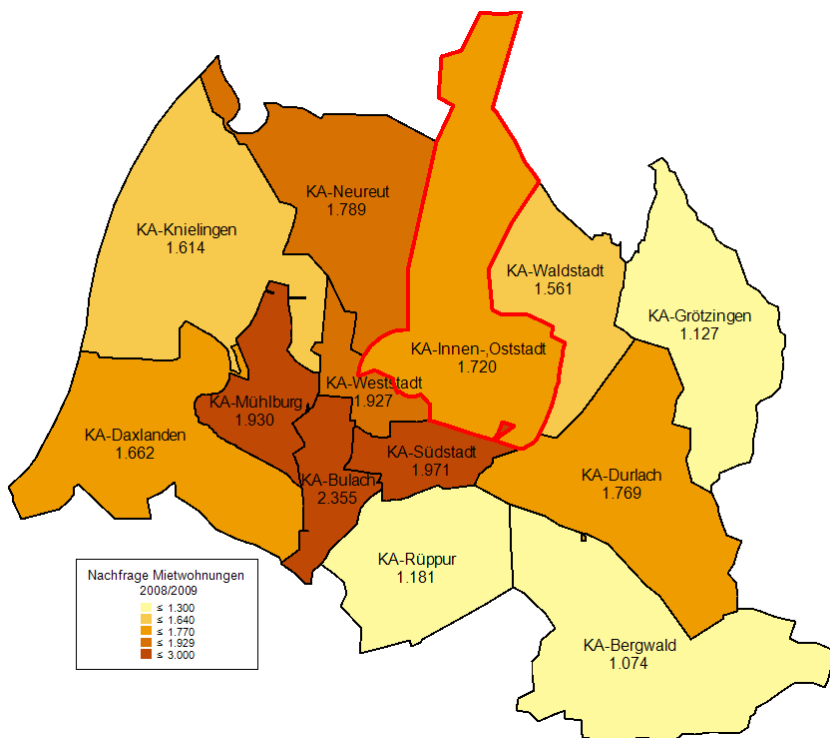 KA-Neureut
1.789
KA-Knielingen
1.614
KA-Waldstadt
1.561
KA-Grötzingen
1.127
KA-Innen-,Oststadt
1.720
KA-Weststadt
1.927
KA-Mühlburg
1.930
KA-Daxlanden
1.662
KA-Südstadt
1.971
KA-Bulach
2.355
KA-Durlach
1.769
KA-Rüppur
1.181
KA-Bergwald
1.074
Nachfrage Mietwohnungen
2008/2009
≤ 1.300
≤ 1.640
≤ 1.770
≤ 1.929
≤ 3.000